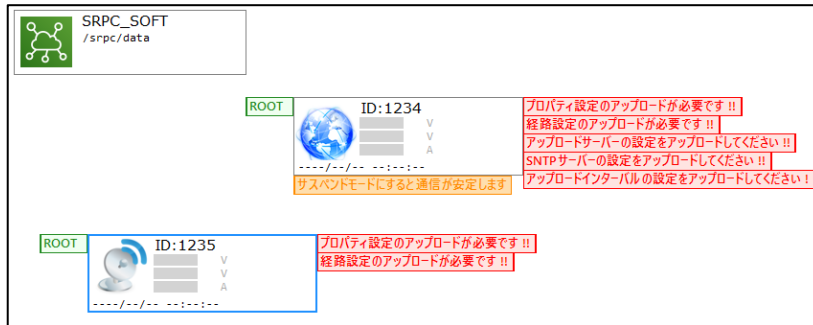 SRPC_SOFT
/srpc/data
ROOT
ID:1234
V
V
A
----/--/-- --:--:--
サスペンドモードにすると通信が安定します
プロパティ設定のアップロードが必要です !!
経路設定のアップロードが必要です !!
アップロードサーバーの設定をアップロードしてください !!
SNTPサーバーの設定をアップロードしてください !!
アップロードインターバルの設定をアップロードしてください !
ROOT
ID:1235
V
V
A
----/--/-- --:--:--
プロパティ設定のアップロードが必要です !!
経路設定のアップロードが必要です !!